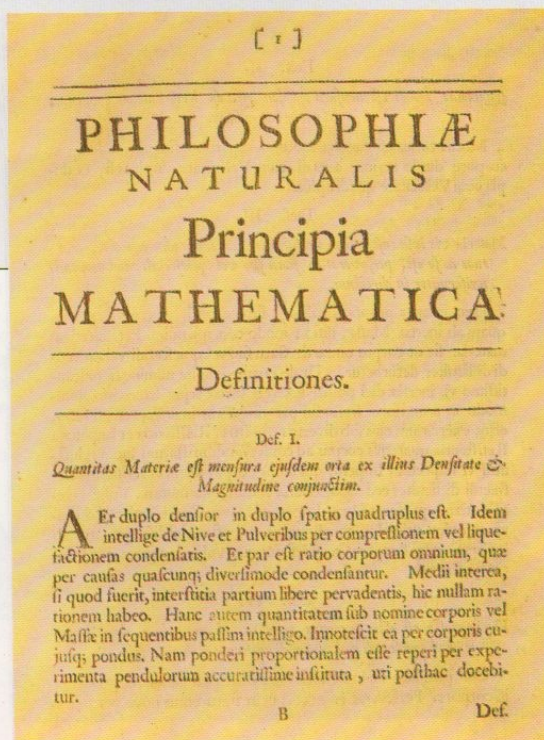 [ 1 ]
PHILOSOPHIÆ
NATURALIS
Principia
MATHEMATICA.
Definitiones.
Def. I.
Quantitas Materiæ eſt menſura ejuſdem orta ex illius Denſitate &
Magnitudine conjunctim.
AEr duplo denſior in duplo ſpatio quadruplus eſt. Idem
intellige de Nive et Pulveribus per compreſſionem vel lique-
factionem condenſatis. Et par eſt ratio corporum omnium, quæ
per cauſas quaſcunq; diverſimode condenſantur. Medii interea,
ſi quod fuerit, interſtitia partium libere pervadentis, hic nullam ra-
tionem habeo. Hanc autem quantitatem ſub nomine corporis vel
Maſſæ in ſequentibus paſſim intelligo. Innoteſcit ea per corporis cu-
juſq; pondus. Nam ponderi proportionalem eſſe reperi per expe-
rimenta pendulorum accuratiſſime inſtituta, uti poſthac docebi-
tur.
B Def.